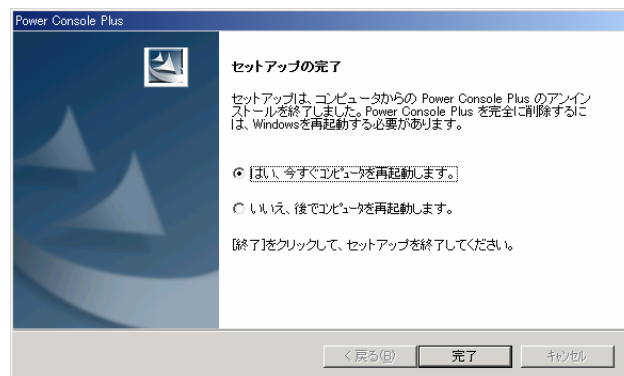 Power Console Plus
セットアップの完了
セットアップは、コンピュータからの Power Console Plus のアンイン
ストールを終了しました。Power Console Plus を完全に削除するに
は、Windowsを再起動する必要があります。
はい、今すぐコンピュータを再起動します。
いいえ、後でコンピュータを再起動します。
[終了]をクリックして、セットアップを終了してください。
< 戻る(B)
完了
キャンセル